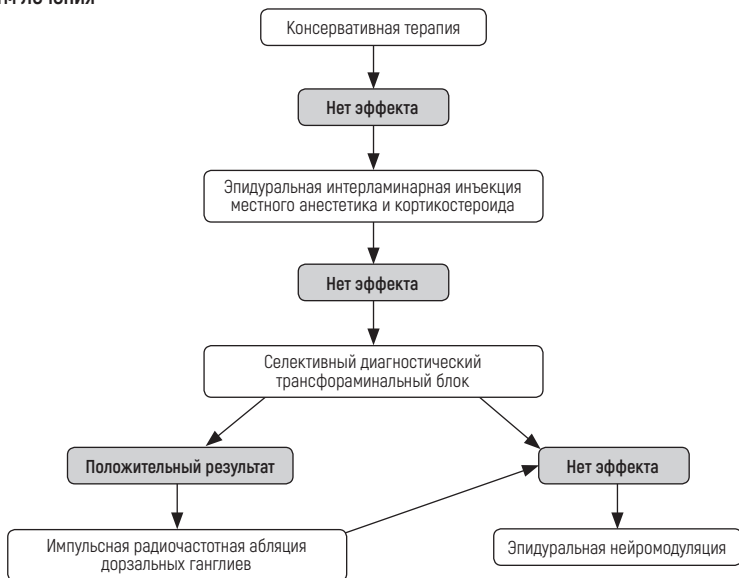 Консервативная терапия
Нет эффекта
Эпидуральная интерламинарная инъекция
местного анестетика и кортикостероида
Нет эффекта
Селективный диагностический
трансфораминальный блок
Положительный результат
Нет эффекта
Импульсная радиочастотная абляция
дорзальных ганглиев
Эпидуральная нейромодуляция